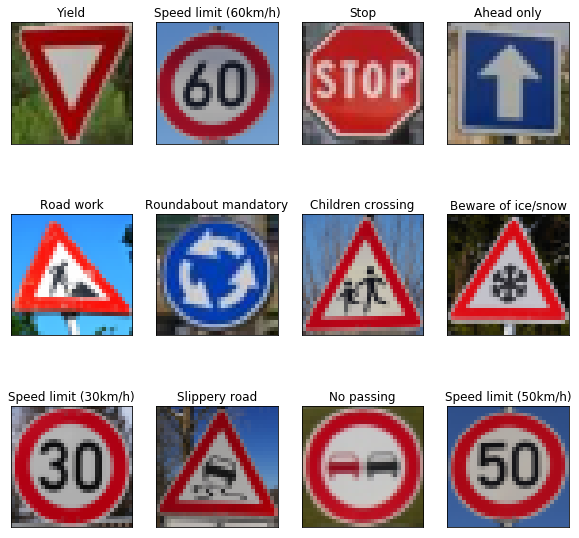 Yield
Speed limit (60km/h)
Stop
Ahead only
60
STOP
Road work
Roundabout mandatory
Children crossing
Beware of ice/snow
Speed limit (30km/h)
Slippery road
No passing
Speed limit (50km/h)
30
50